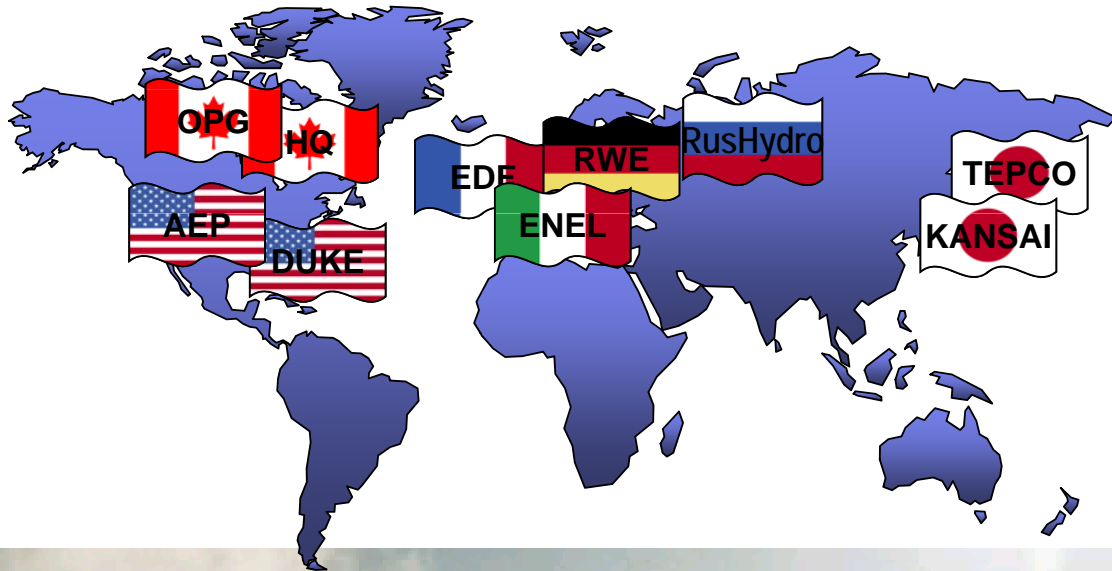 OPG
HQ
EDF
RWE
RusHydro
TEPCO
AEP
ENEL
KANSAI
DUKE